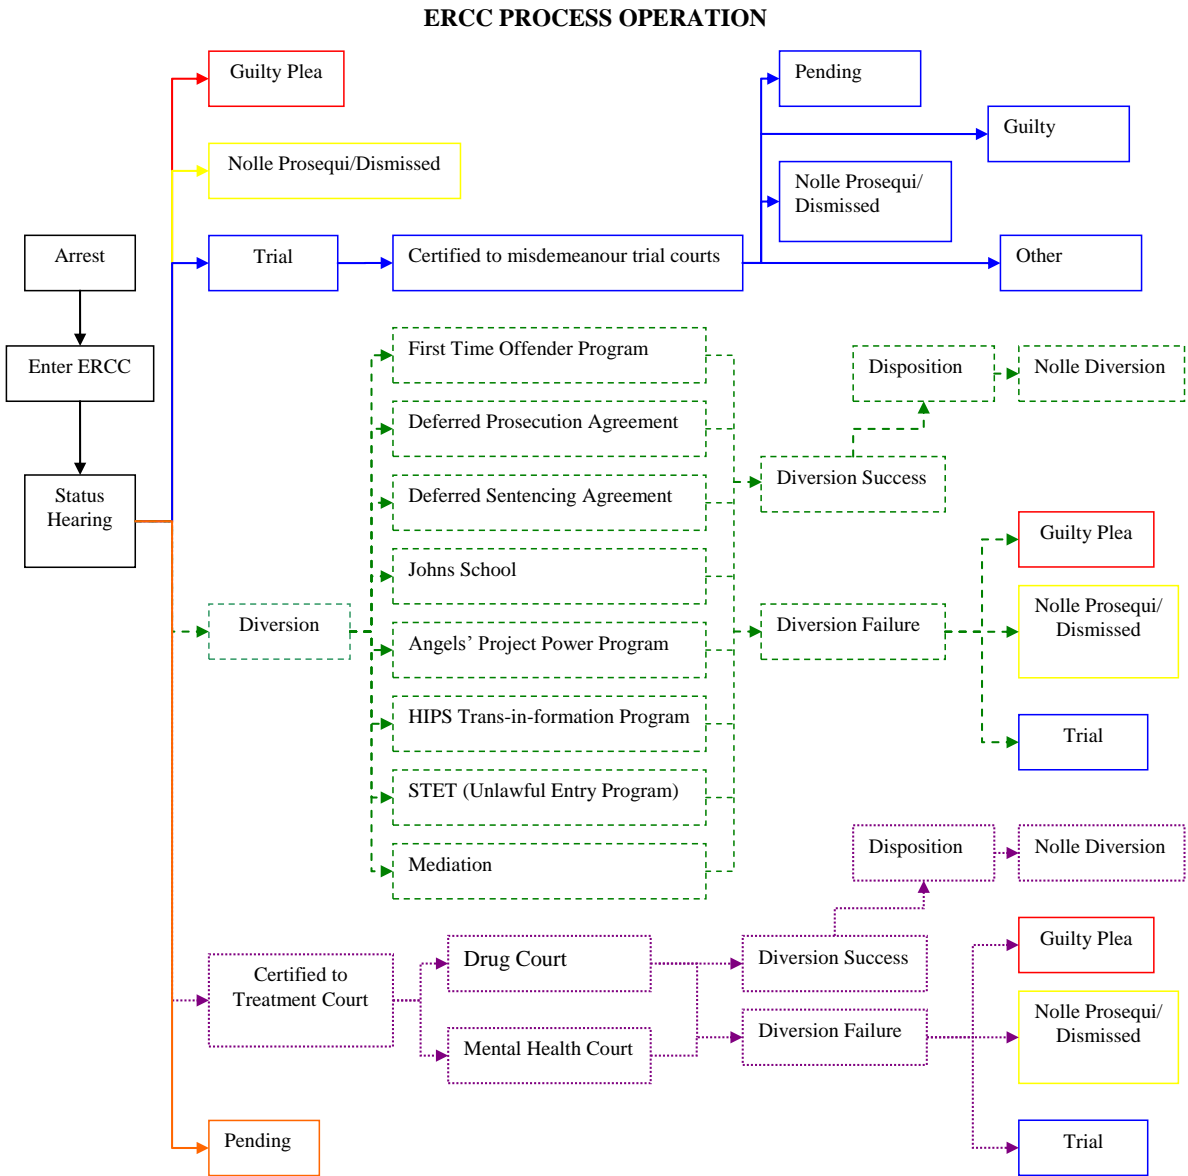 ERCC PROCESS OPERATION
Guilty Plea
Pending
Guilty
Nolle Prosequi/Dismissed
Nolle Prosequi/
Dismissed
Arrest
Trial
Certified to misdemeanour trial courts
Other
Enter ERCC
First Time Offender Program
Disposition
Nolle Diversion
Deferred Prosecution Agreement
Status
Hearing
Deferred Sentencing Agreement
Diversion Success
Johns School
Guilty Plea
Diversion
Angels' Project Power Program
Diversion Failure
Nolle Prosequi/
Dismissed
HIPS Trans-in-formation Program
Trial
STET (Unlawful Entry Program)
Mediation
Disposition
Nolle Diversion
Certified to
Treatment Court
Drug Court
Diversion Success
Guilty Plea
Mental Health Court
Diversion Failure
Nolle Prosequi/
Dismissed
Pending
Trial